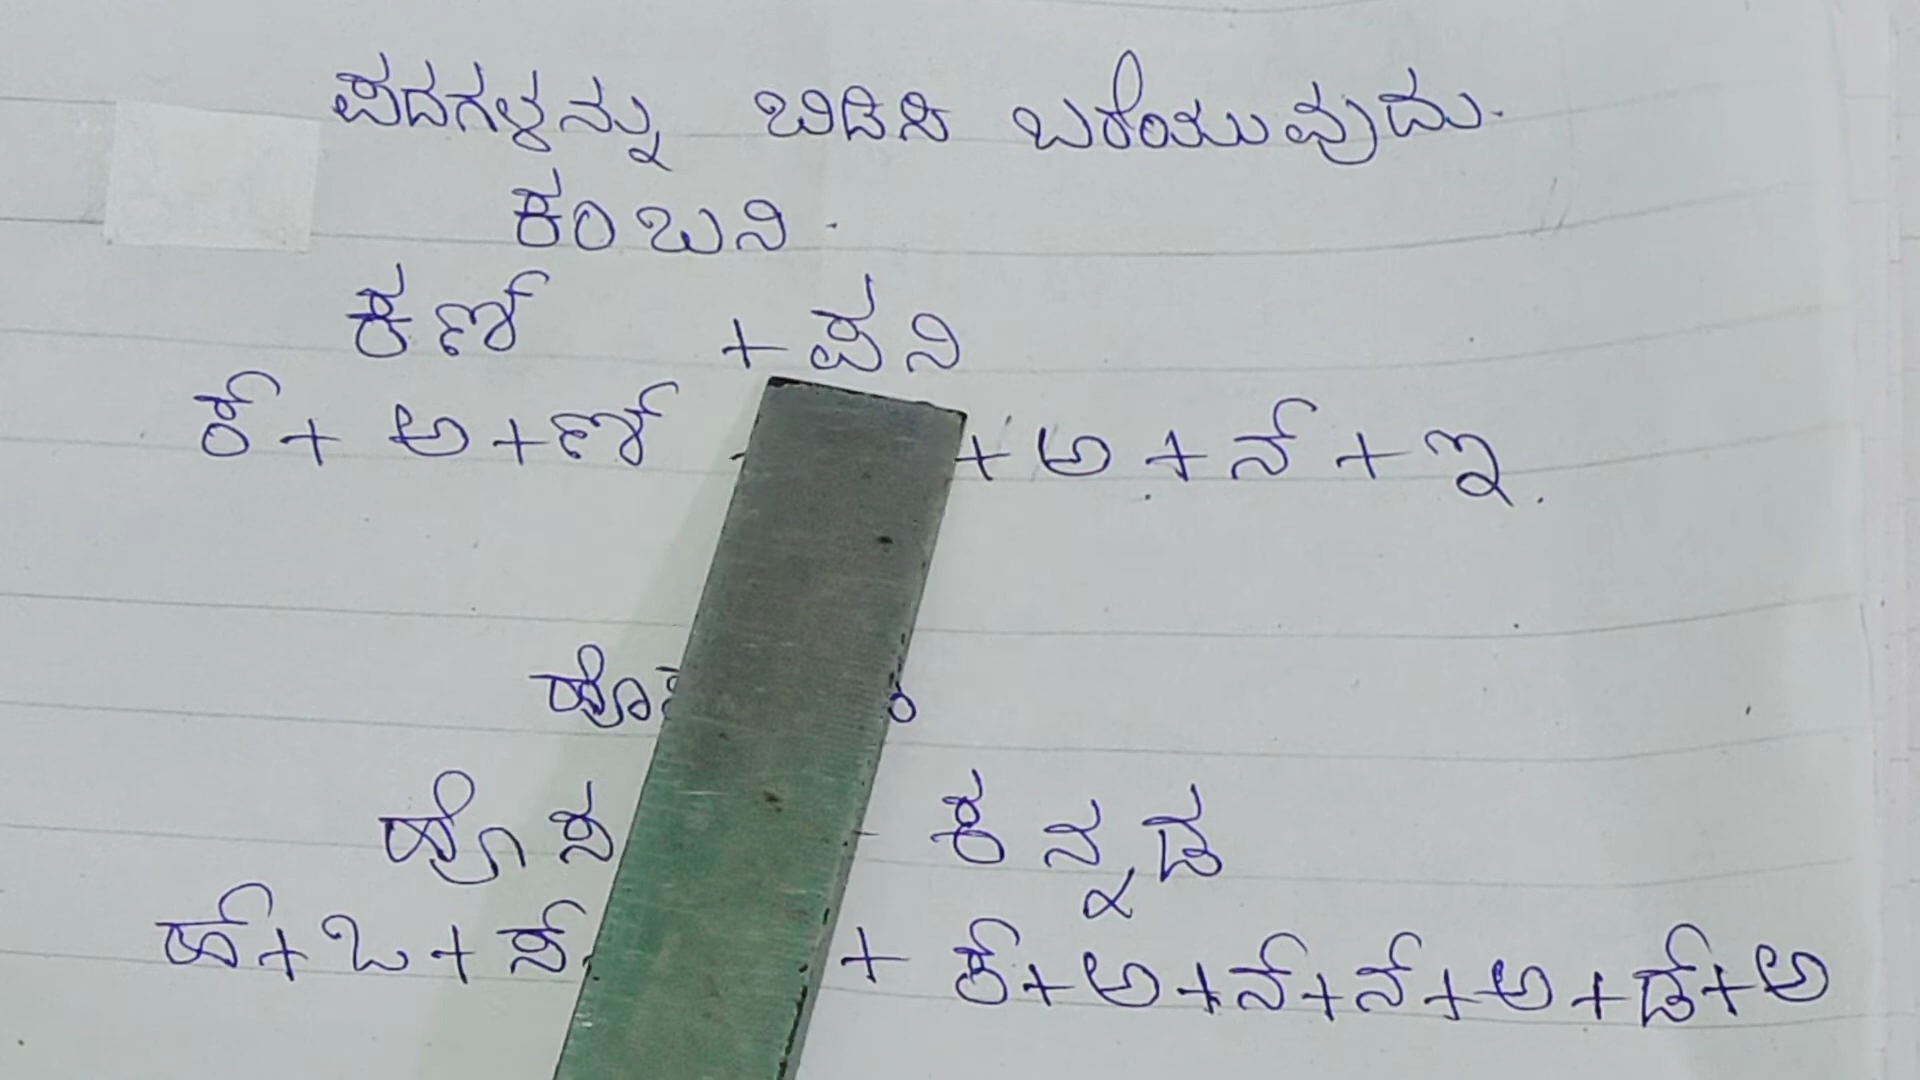 ಪದಗಳನ್ನು ಬಿಡಿಸಿ ಬರೆಯುವುದು.
ಕಂಬನಿ.
ಕಣ್ + ಪನಿ
ಕ್ + ಅ + ಣ್ + ಅ + ನ್ + ಇ.
ಹೊಸ ಕನ್ನಡ
ಹ್ + ಒ + ಸ್ + ಕ್ + ಅ + ನ್ + ನ್ + ಅ + ಡ್ + ಅ